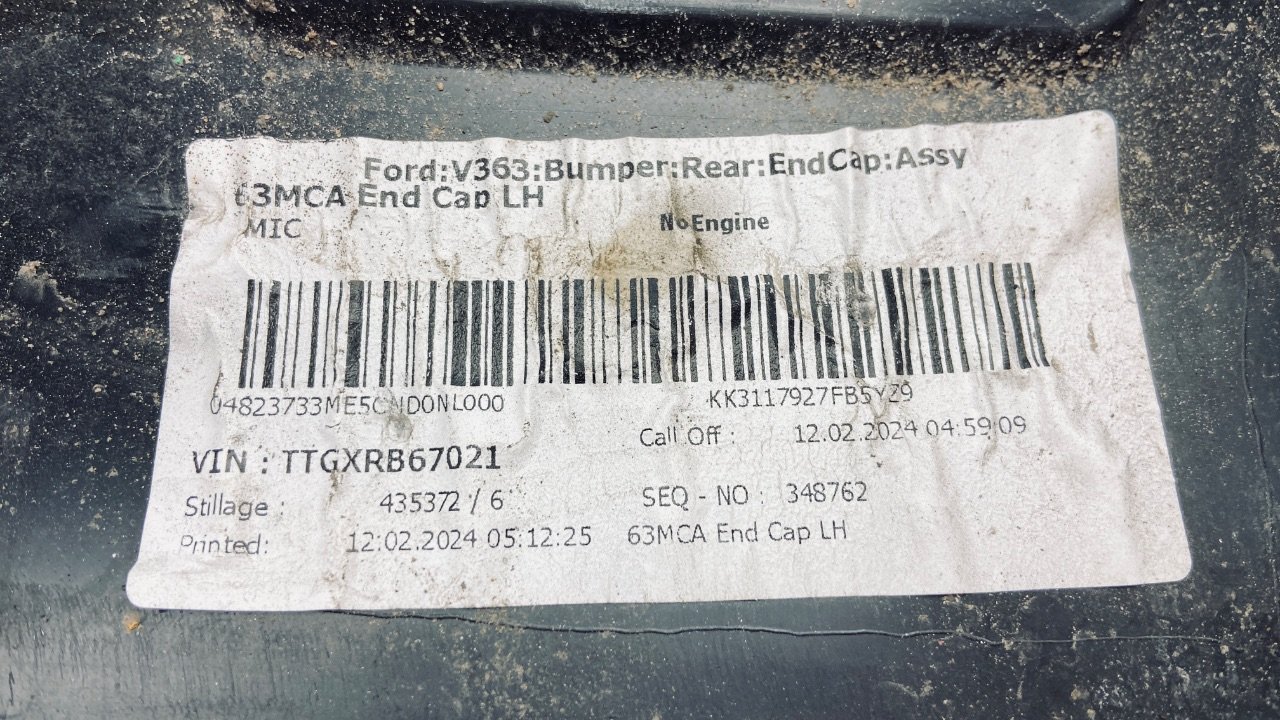 Ford:V363:Bumper:Rear:EndCap:Assy
63MCA End Cap LH
MIC NoEngine
KK3117927FB5YZ9
Call Off : 12.02.2024 04:59:09
VIN : TTGXRB67021
Stillage : 435372 / 6 SEQ - NO : 348762
Printed: 12.02.2024 05:12:25 63MCA End Cap LH